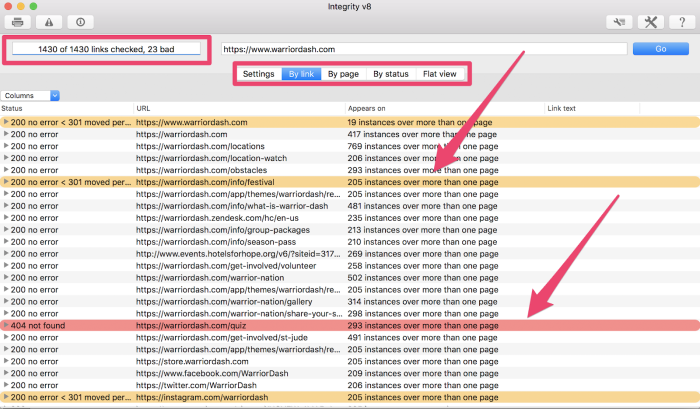 Integrity v8
1430 of 1430 links checked, 23 bad
https://www.warriordash.com
Go
Settings By link By page By status Flat view
Columns
Status URL Appears on Link text
200 no error < 301 moved per... https://www.warriordash.com 19 instances over more than one page
200 no error https://warriordash.com 417 instances over more than one page
200 no error https://warriordash.com/locations 769 instances over more than one page
200 no error https://warriordash.com/location-watch 206 instances over more than one page
200 no error https://warriordash.com/obstacles 293 instances over more than one page
200 no error < 301 moved per... https://warriordash.com/info/festival 205 instances over more than one page
200 no error https://warriordash.com/app/themes/warriordash/re... 205 instances over more than one page
200 no error https://warriordash.com/info/what-is-warrior-dash 481 instances over more than one page
200 no error https://warriordash.zendesk.com/hc/en-us 235 instances over more than one page
200 no error https://warriordash.com/info/group-packages 213 instances over more than one page
200 no error https://warriordash.com/info/season-pass 210 instances over more than one page
200 no error http://www.events.hotelsforhope.org/v6/?siteid=317... 269 instances over more than one page
200 no error https://warriordash.com/get-involved/volunteer 258 instances over more than one page
200 no error https://warriordash.com/warrior-nation 502 instances over more than one page
200 no error https://warriordash.com/app/themes/warriordash/re... 205 instances over more than one page
200 no error https://warriordash.com/warrior-nation/gallery 314 instances over more than one page
200 no error https://warriordash.com/warrior-nation/share-your-s... 298 instances over more than one page
404 not found https://warriordash.com/quiz 293 instances over more than one page
200 no error https://warriordash.com/get-involved/st-jude 491 instances over more than one page
200 no error https://warriordash.com/app/themes/warriordash/re... 205 instances over more than one page
200 no error https://store.warriordash.com 205 instances over more than one page
200 no error https://www.facebook.com/WarriorDash 209 instances over more than one page
200 no error https://twitter.com/WarriorDash 206 instances over more than one page
200 no error < 301 moved per... https://instagram.com/warriordash 205 instances over more than one page